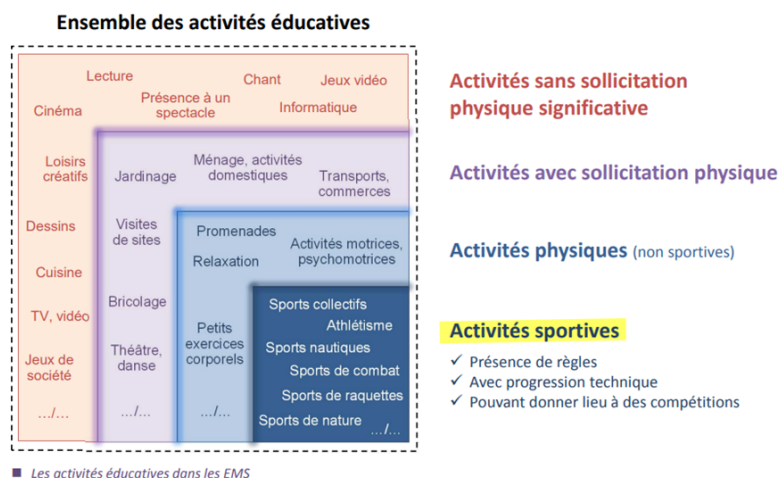 Ensemble des activités éducatives
Lecture
Chant
Jeux vidéo
Présence à un
spectacle
Informatique
Cinéma
Loisirs
créatifs
Dessins
Cuisine
TV, vidéo
Jeux de
société
…/…
Jardinage
Ménage, activités
domestiques
Transports,
commerces
Visites
de sites
Bricolage
Théâtre,
danse
…/…
Promenades
Activités motrices,
psychomotrices
Relaxation
Petits
exercices
corporels
…/…
Sports collectifs
Athlétisme
Sports nautiques
Sports de combat
Sports de raquettes
Sports de nature
…/…
Activités sans sollicitation
physique significative
Activités avec sollicitation physique
Activités physiques (non sportives)
Activités sportives
✓ Présence de règles
✓ Avec progression technique
✓ Pouvant donner lieu à des compétitions
■ Les activités éducatives dans les EMS